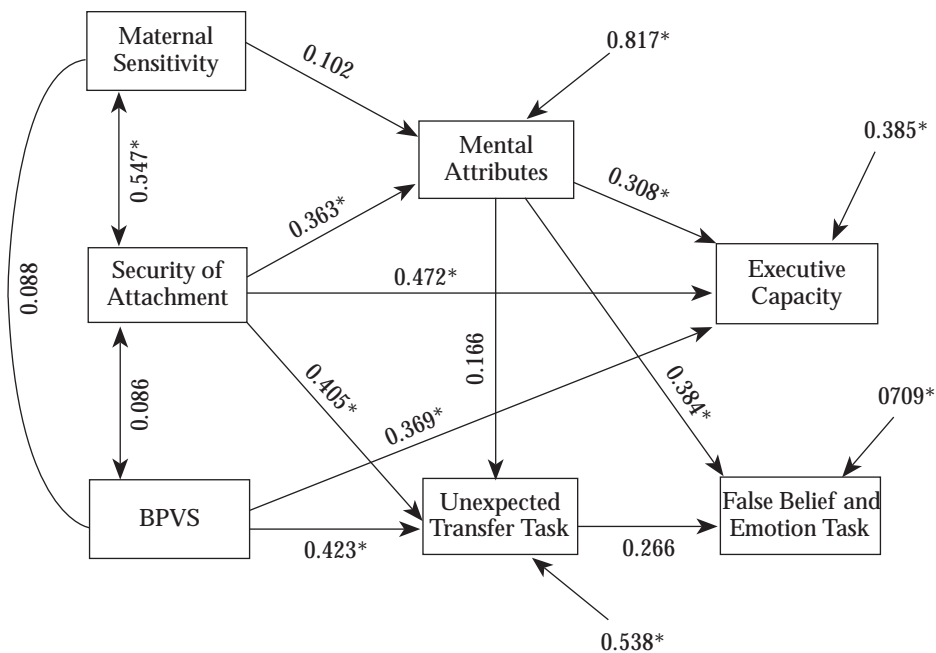 Maternal
Sensitivity
0.102
0.817*
0.385*
Mental
Attributes
0.547*
0.363*
0.308*
0.088
Security of
Attachment
0.472*
Executive
Capacity
0.086
0.405*
0.166
0.384*
0.369*
0709*
BPVS
0.423*
Unexpected
Transfer Task
0.266
False Belief and
Emotion Task
0.538*